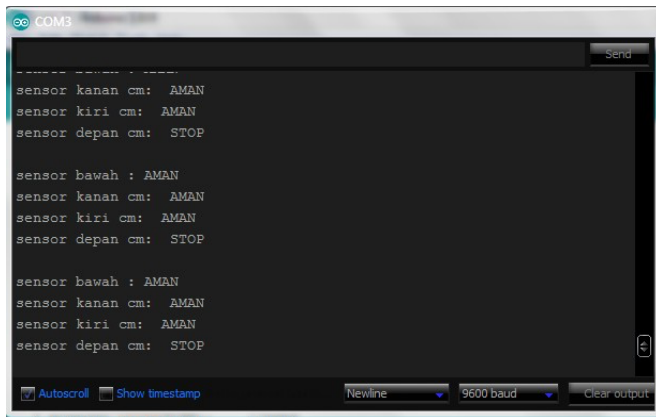 COM3
Send
sensor kanan cm:  AMAN
sensor kiri cm:  AMAN
sensor depan cm:  STOP
sensor bawah : AMAN
sensor kanan cm:  AMAN
sensor kiri cm:  AMAN
sensor depan cm:  STOP
sensor bawah : AMAN
sensor kanan cm:  AMAN
sensor kiri cm:  AMAN
sensor depan cm:  STOP
Autoscroll Show timestamp Newline 9600 baud Clear output